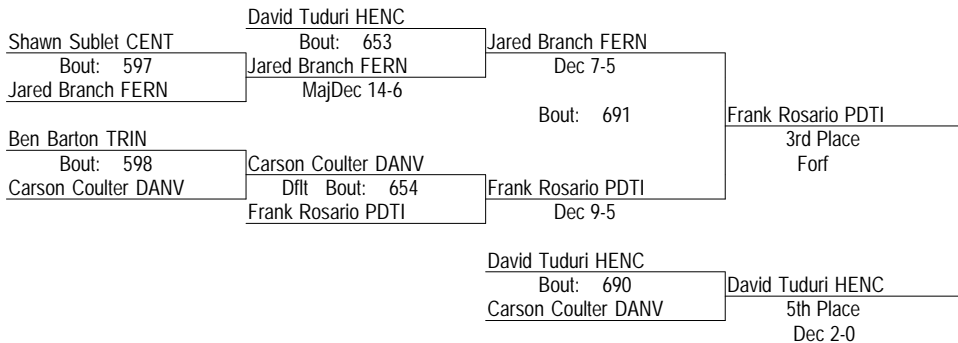 David Tuduri HENC
Shawn Sublet CENT
Bout: 653
Jared Branch FERN
Bout: 597
Jared Branch FERN
Dec 7-5
Jared Branch FERN
MajDec 14-6
Bout: 691
Frank Rosario PDTI
Ben Barton TRIN
3rd Place
Bout: 598
Carson Coulter DANV
Forf
Carson Coulter DANV
Dflt Bout: 654
Frank Rosario PDTI
Frank Rosario PDTI
Dec 9-5
David Tuduri HENC
Bout: 690
David Tuduri HENC
Carson Coulter DANV
5th Place
Dec 2-0